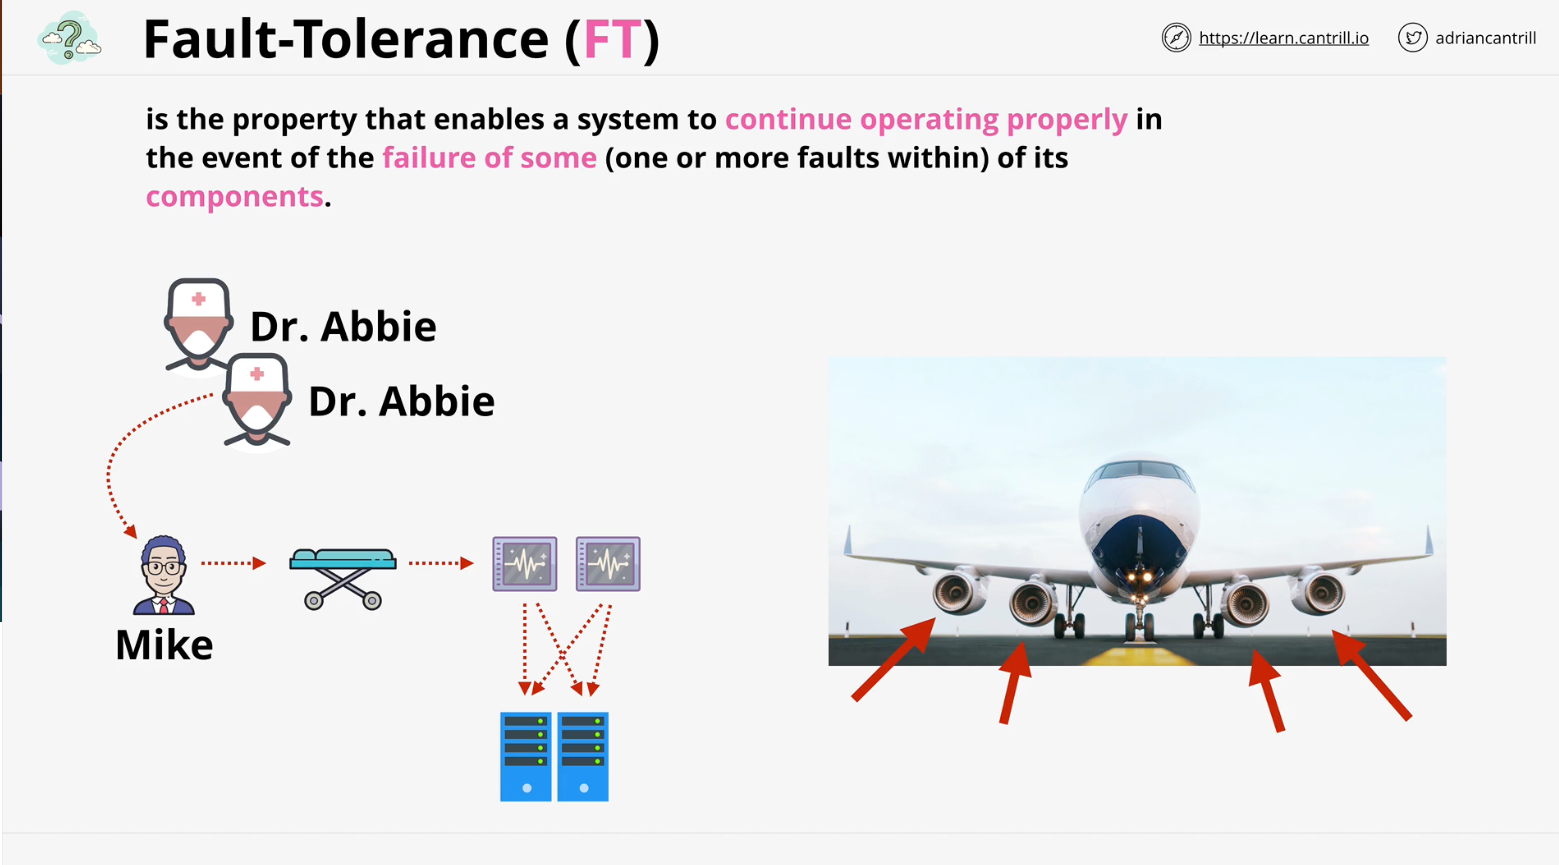 Fault-Tolerance (FT)
https://learn.cantrill.io
adriancantrill
is the property that enables a system to continue operating properly in
the event of the failure of some (one or more faults within) of its
components.
Dr. Abbie
Dr. Abbie
Mike